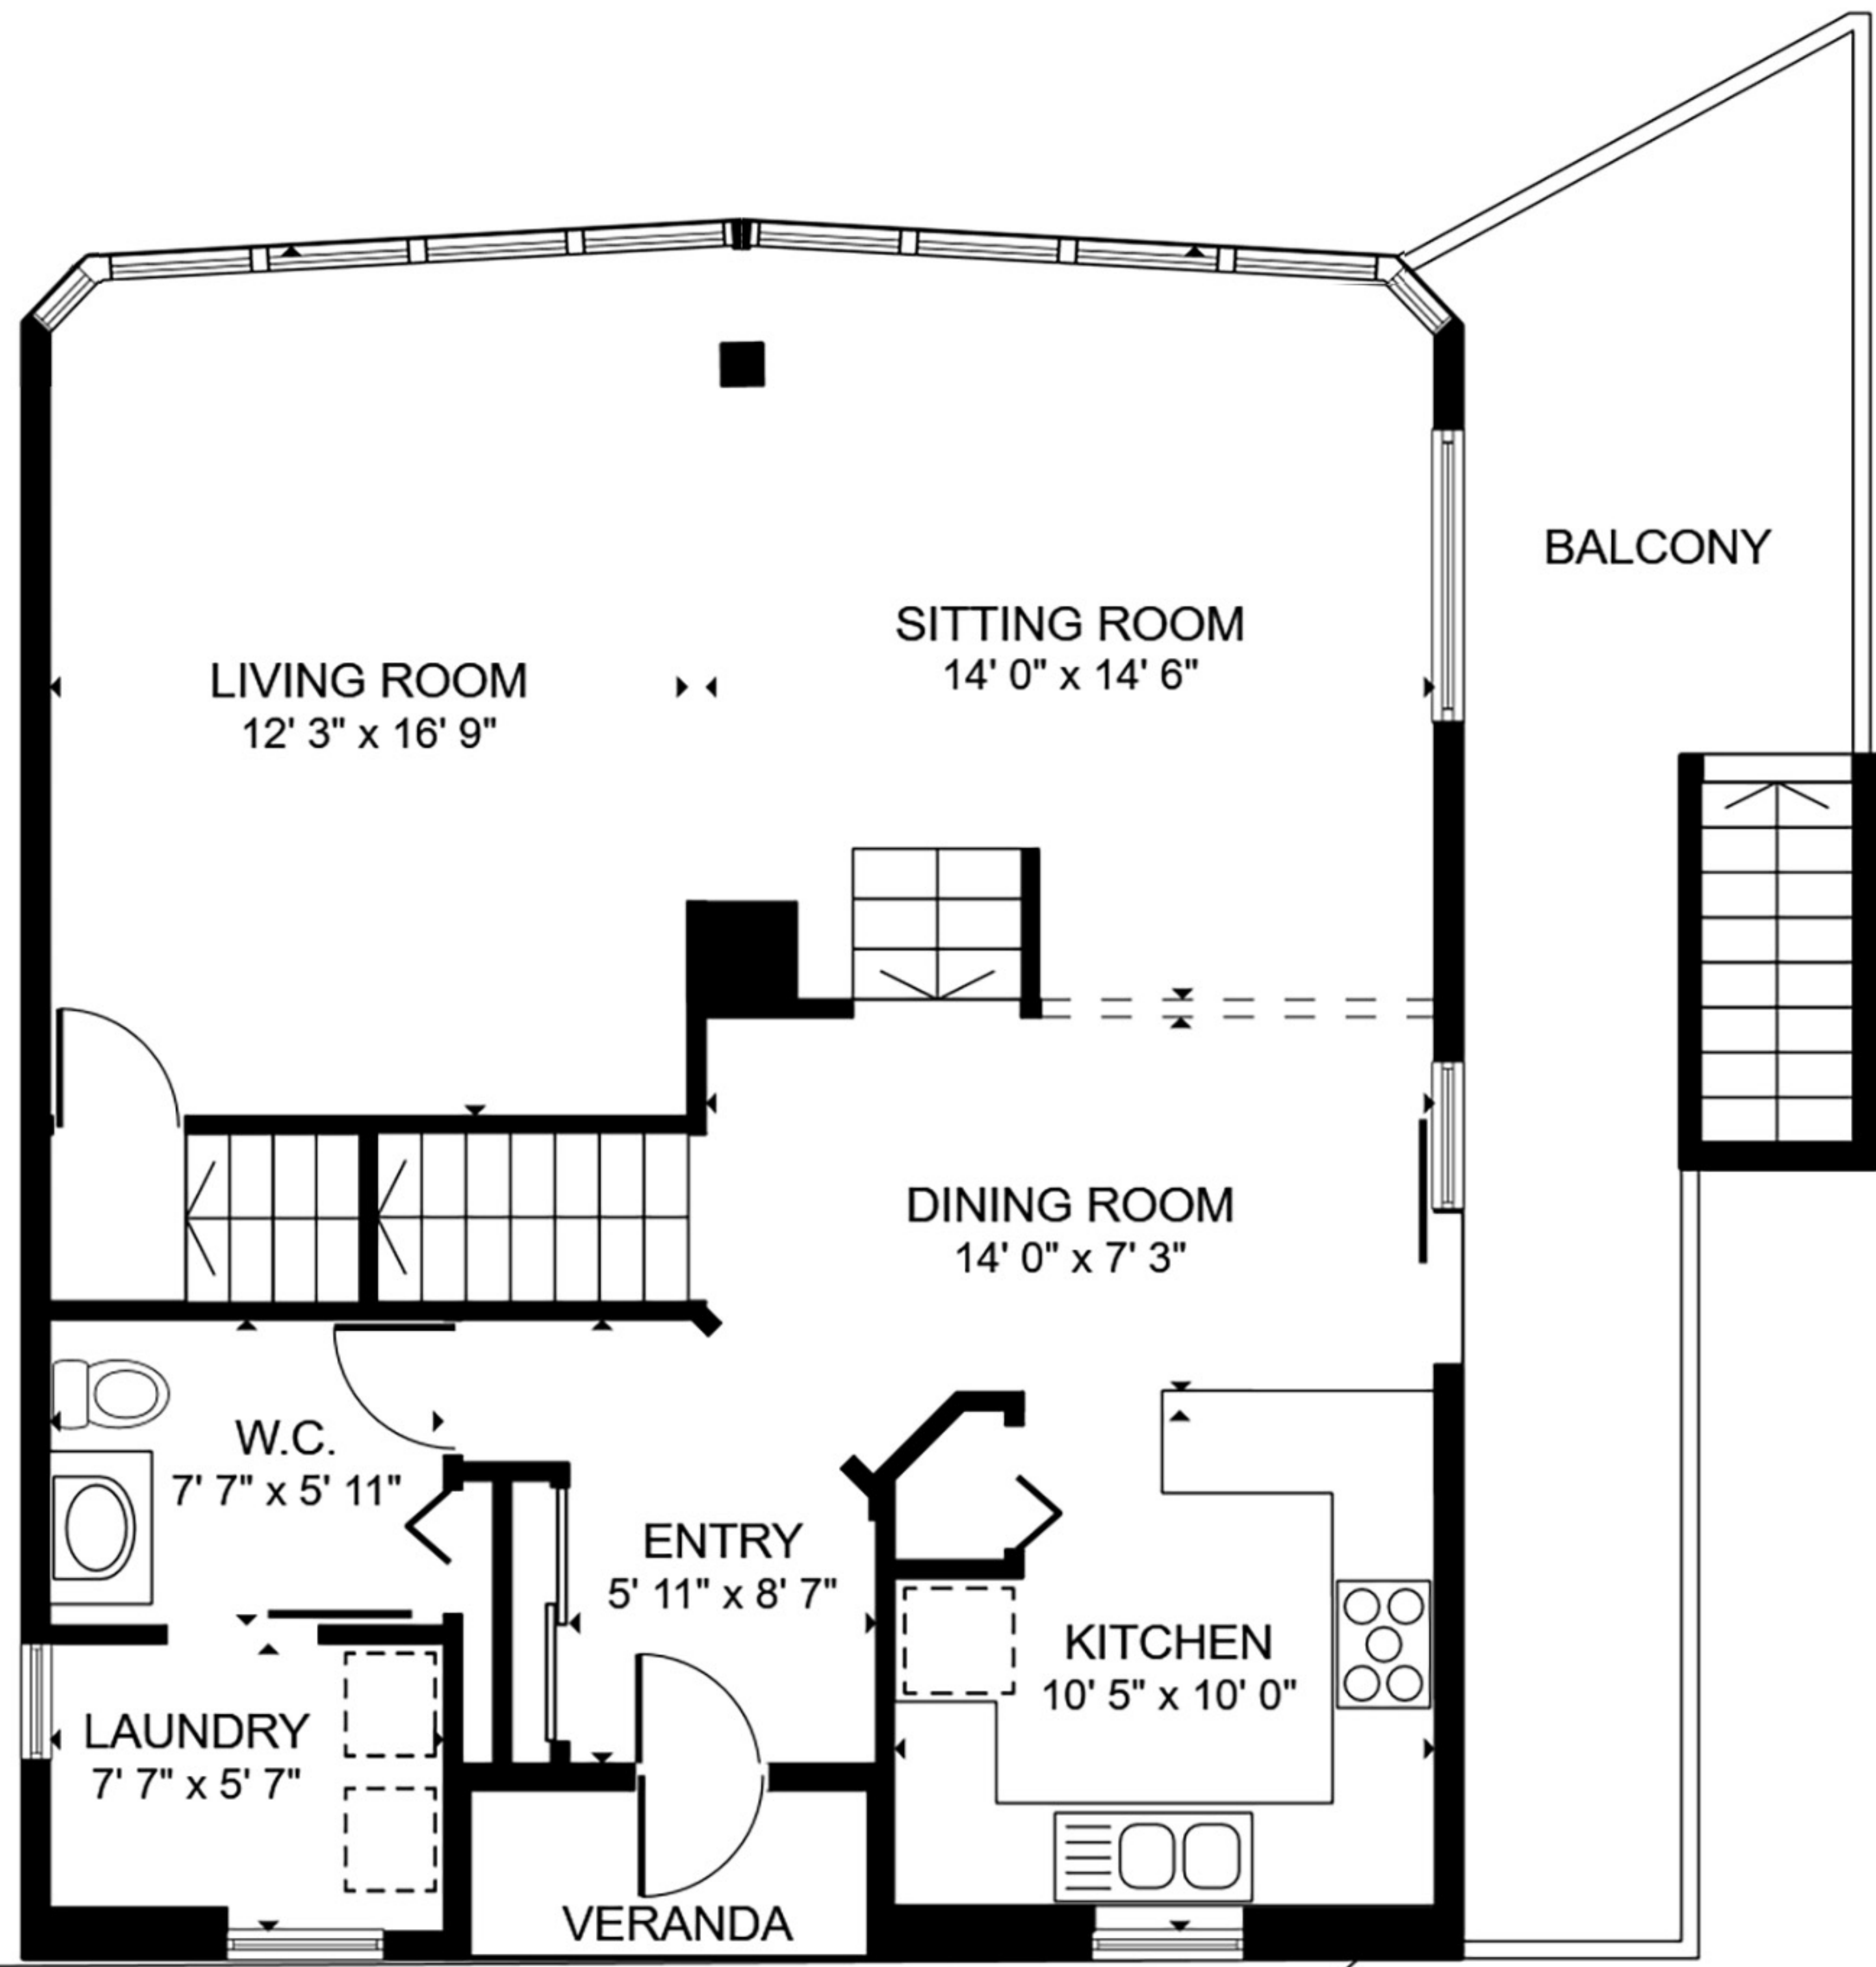 BALCONY
SITTING ROOM
14' 0" x 14' 6"
LIVING ROOM
12' 3" x 16' 9"
DINING ROOM
14' 0" x 7' 3"
W.C.
7' 7" x 5' 11"
ENTRY
5' 11" x 8' 7"
KITCHEN
10' 5" x 10' 0"
LAUNDRY
7' 7" x 5' 7"
VERANDA